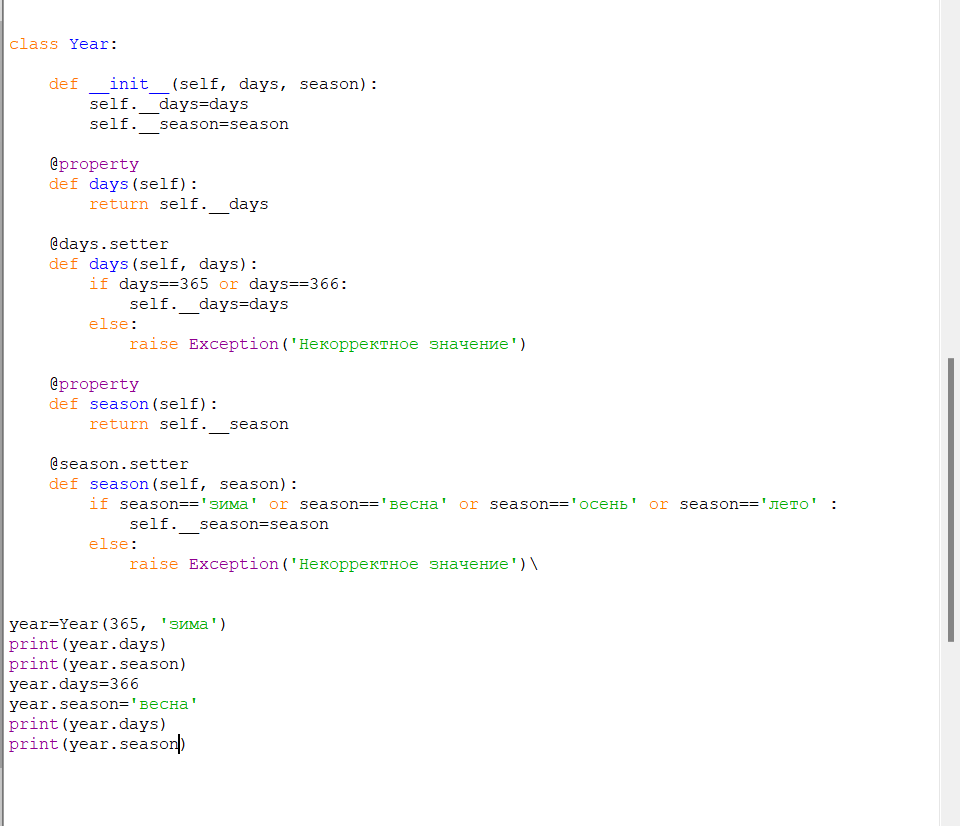 class Year:
    def __init__(self, days, season):
        self.__days=days
        self.__season=season
    @property
    def days(self):
        return self.__days
    @days.setter
    def days(self, days):
        if days==365 or days==366:
            self.__days=days
        else:
            raise Exception('Некорректное значение')
    @property
    def season(self):
        return self.__season
    @season.setter
    def season(self, season):
        if season=='зима' or season=='весна' or season=='осень' or season=='лето' :
            self.__season=season
        else:
            raise Exception('Некорректное значение')\
year=Year(365, 'зима')
print(year.days)
print(year.season)
year.days=366
year.season='весна'
print(year.days)
print(year.season)